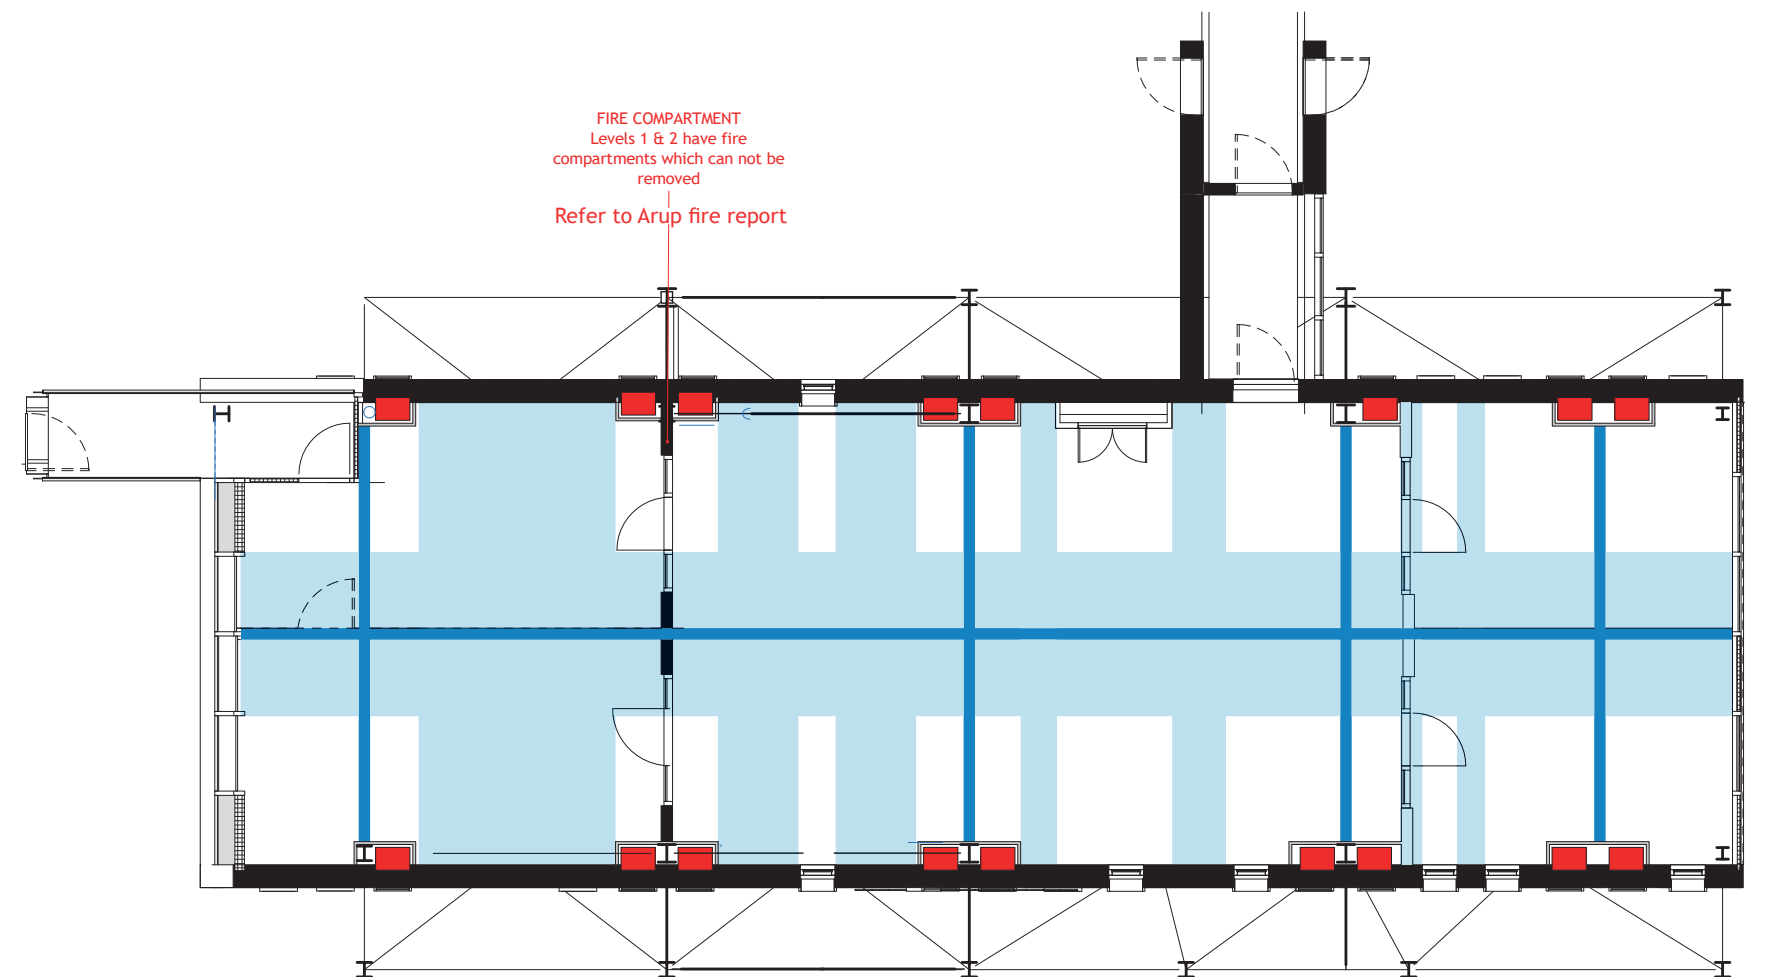 FIRE COMPARTMENT
Levels 1 & 2 have fire
compartments which can not be
removed
Refer to Arup fire report